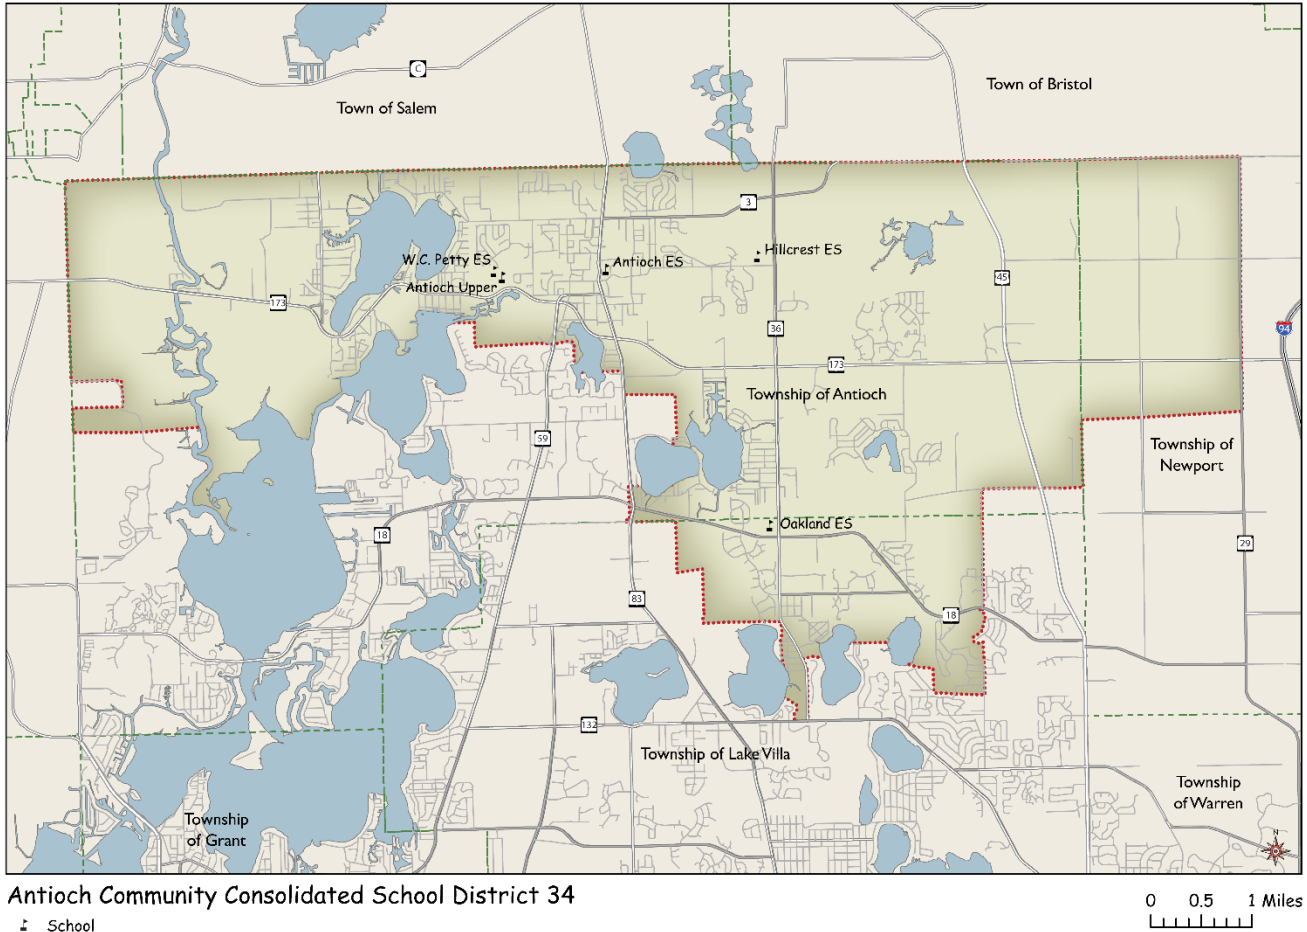 C
Town of Salem
Town of Bristol
3
W.C. Petty ES
Antioch Upper
Antioch ES
Hillcrest ES
45
173
36
94
173
Township of Antioch
59
Township of
Newport
18
Oakland ES
29
83
18
132
Township of Lake Villa
Township
of Warren
Township
of Grant
N
Antioch Community Consolidated School District 34
School
0 0.5 1 Miles